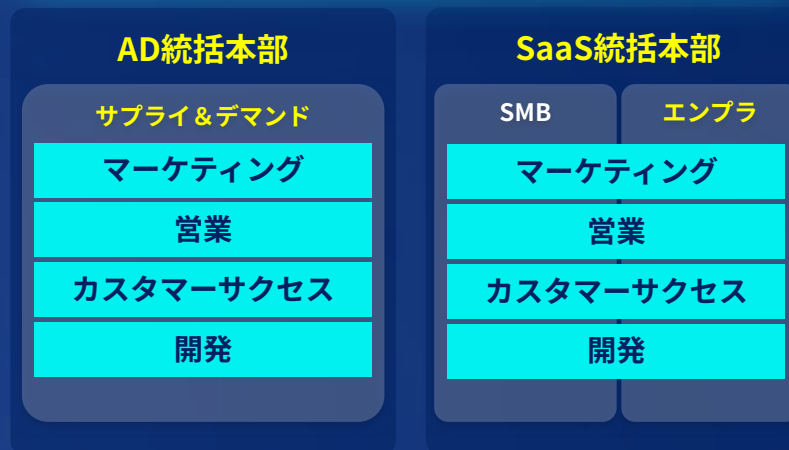 AD統括本部
サプライ＆デマンド
マーケティング
営業
カスタマーサクセス
開発
SaaS統括本部
SMB
エンプラ
マーケティング
営業
カスタマーサクセス
開発